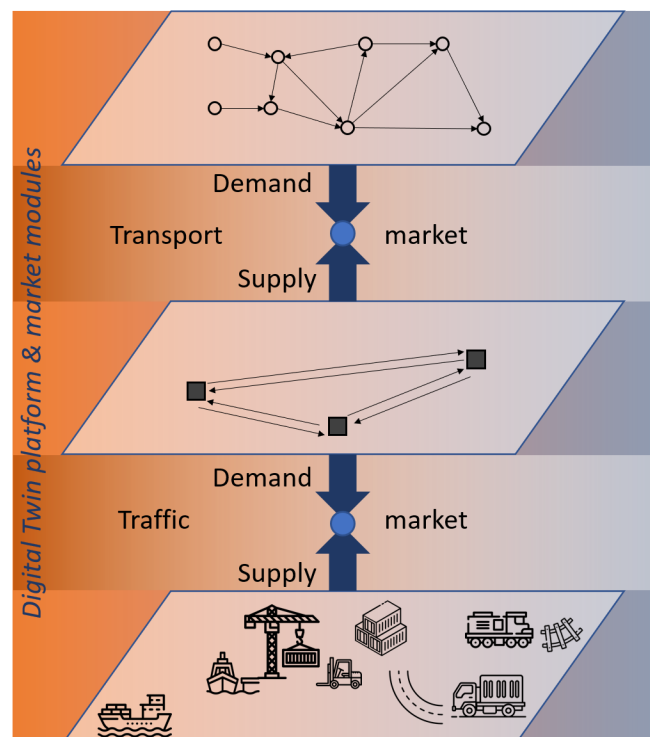 Digital Twin platform & market modules
Demand
Transport market
Supply
Demand
Traffic market
Supply